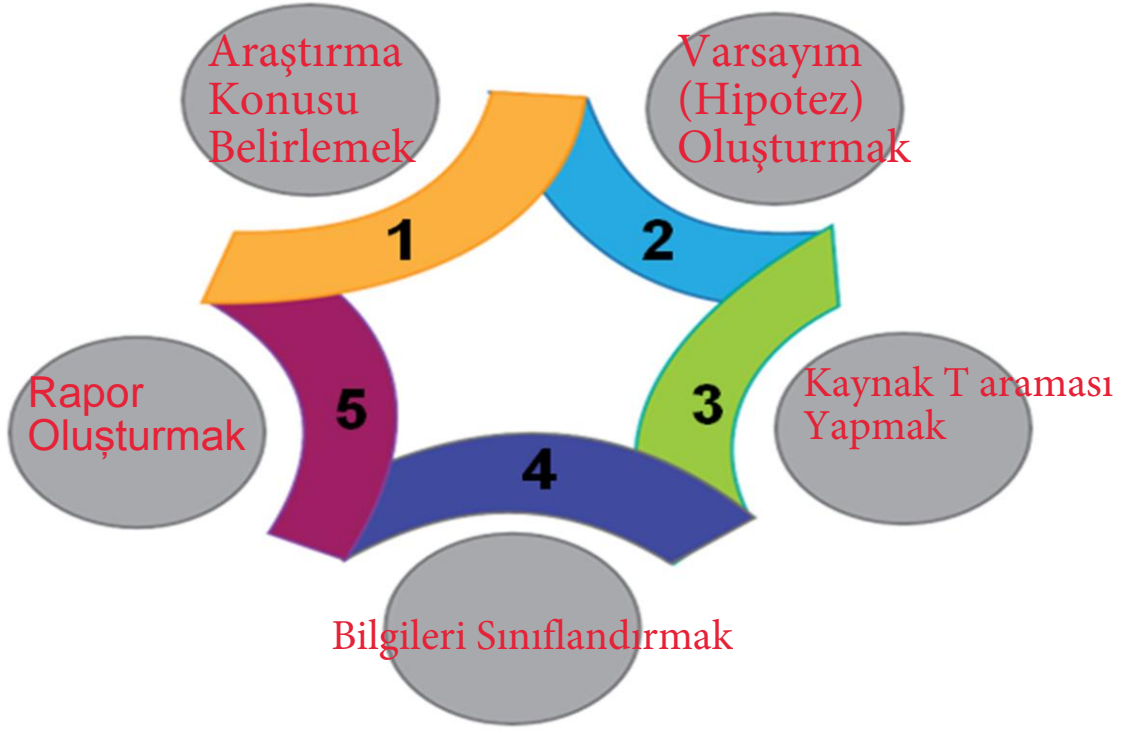 Araştırma
Konusu
Belirlemek
1
Varsayım
(Hipotez)
Oluşturmak
2
Kaynak T araması
Yapmak
3
Bilgileri Sınıflandırmak
4
Rapor
Oluşturmak
5